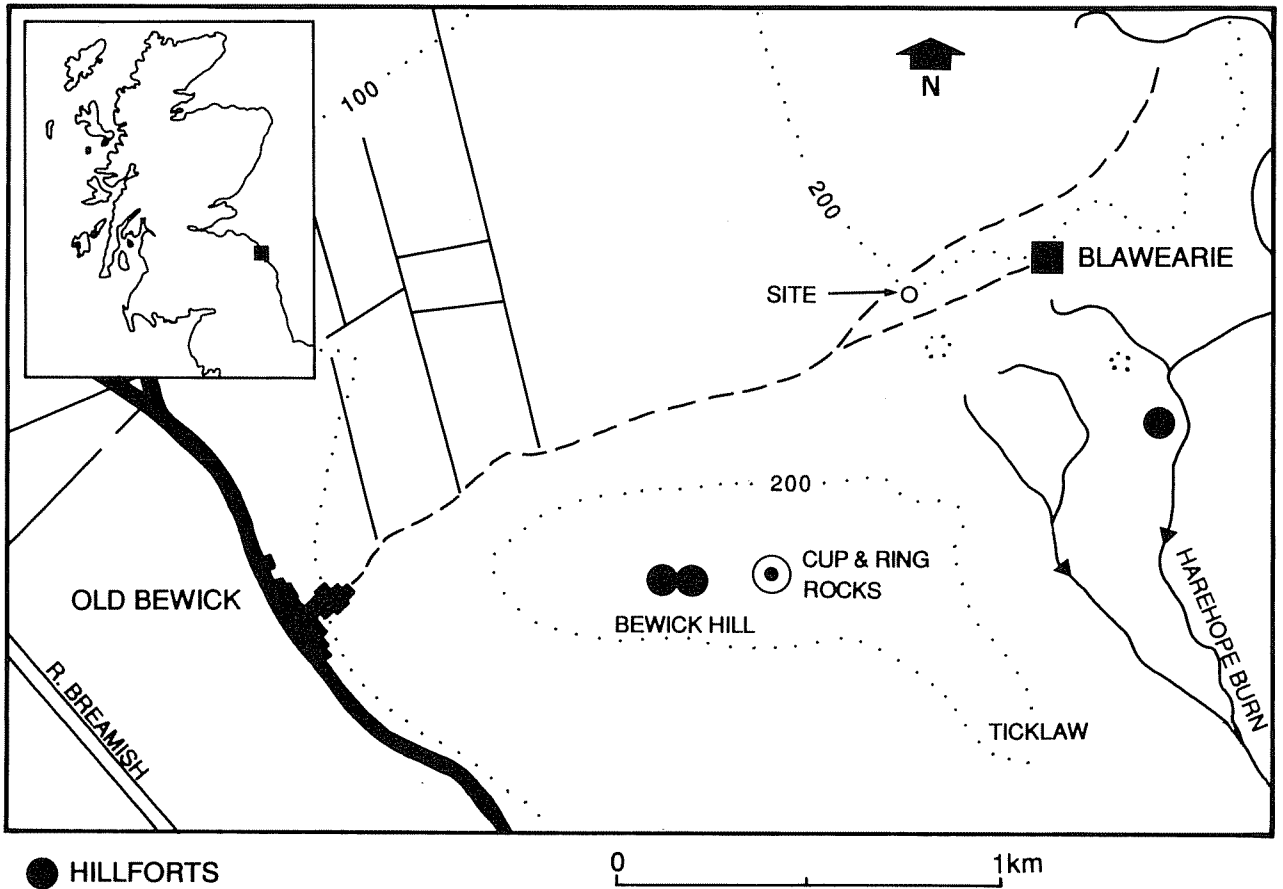 100
N
200
SITE
BLAWEARIE
200
CUP & RING
ROCKS
BEWICK HILL
OLD BEWICK
HAREHOPE BURN
R. BREAMISH
TICKLAW
HILLFORTS
0
1km